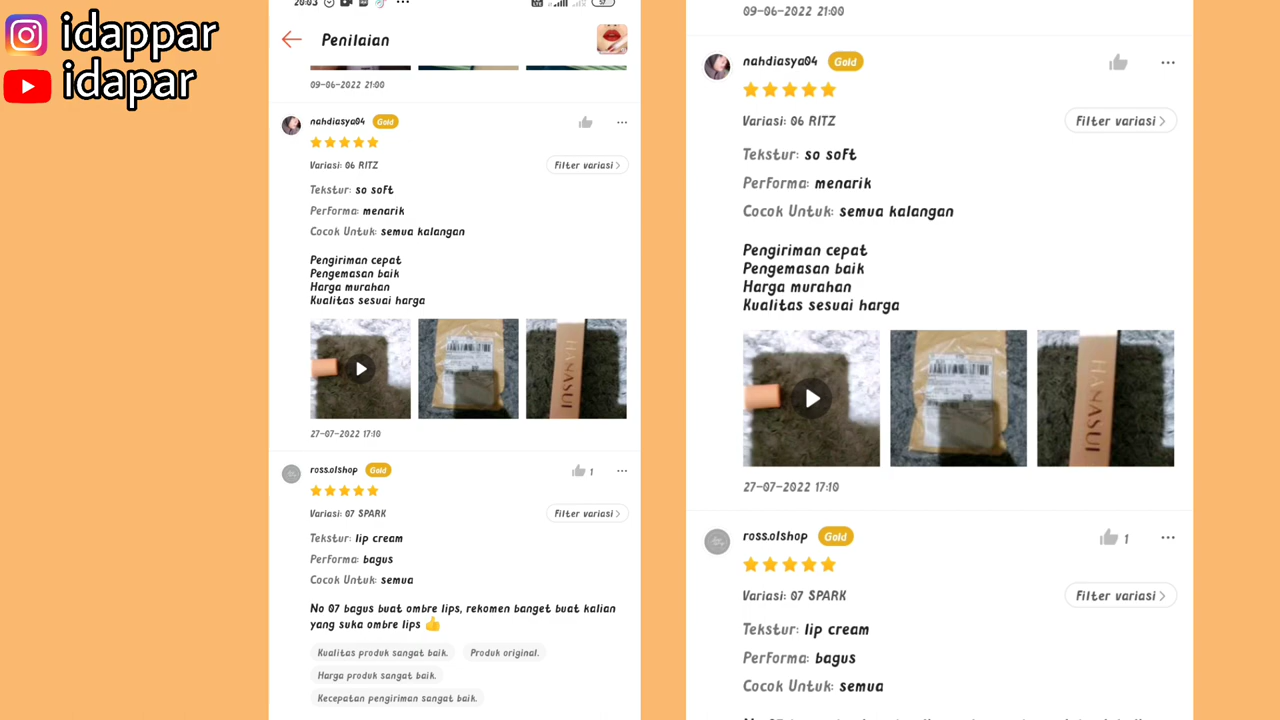 idappar
idapar
20:03
Penilaian
09-06-2022 21:00
nahdiasya04 Gold
Variasi: 06 RITZ
Filter variasi
Tekstur: so soft
Performa: menarik
Cocok Untuk: semua kalangan
Pengiriman cepat
Pengemasan baik
Harga murahan
Kualitas sesuai harga
HANASUI
27-07-2022 17:10
ross.olshop Gold
1
Variasi: 07 SPARK
Filter variasi
Tekstur: lip cream
Performa: bagus
Cocok Untuk: semua
No 07 bagus buat ombre lips, rekomen banget buat kalian
yang suka ombre lips 👍
Kualitas produk sangat baik. Produk original.
Harga produk sangat baik.
Kecepatan pengiriman sangat baik.
09-06-2022 21:00
nahdiasya04 Gold
Variasi: 06 RITZ
Filter variasi
Tekstur: so soft
Performa: menarik
Cocok Untuk: semua kalangan
Pengiriman cepat
Pengemasan baik
Harga murahan
Kualitas sesuai harga
HANASUI
27-07-2022 17:10
ross.olshop Gold
1
Variasi: 07 SPARK
Filter variasi
Tekstur: lip cream
Performa: bagus
Cocok Untuk: semua